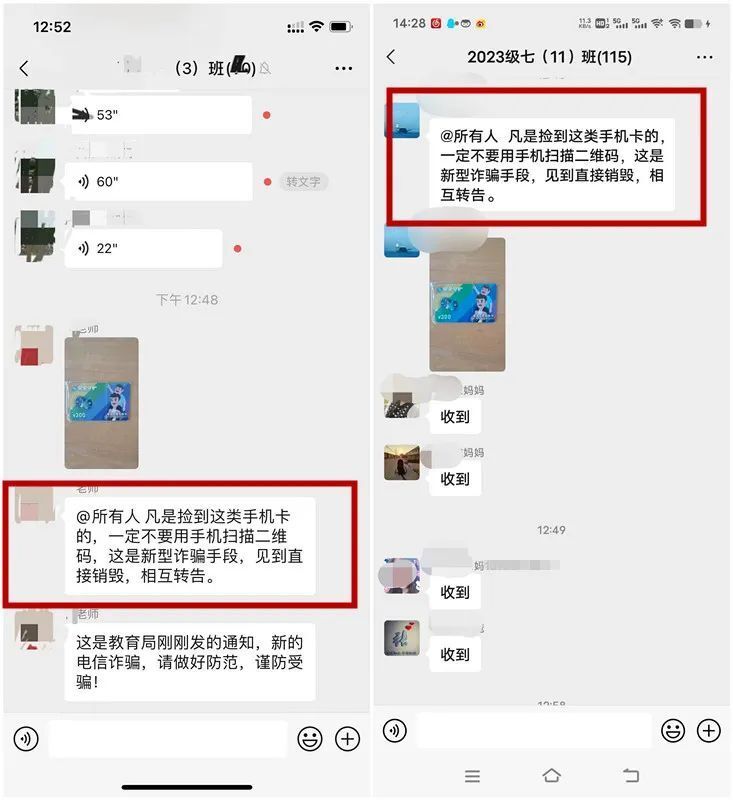 12:52
（3）班
53"
60"
转文字
22"
下午12:48
老师
¥300
老师
@所有人 凡是捡到这类手机卡
的，一定不要用手机扫描二维
码，这是新型诈骗手段，见到直
接销毁，相互转告。
老师
这是教育局刚刚发的通知，新的
电信诈骗，请做好防范，谨防受
骗！
14:28
11.3
KB/s
HD
5G
5G
2023级七（11）班(115)
@所有人 凡是捡到这类手机卡的，
一定不要用手机扫描二维码，这是
新型诈骗手段，见到直接销毁，相
互转告。
¥300
妈妈
收到
妈妈
收到
12:49
妈
收到
收到
12:58